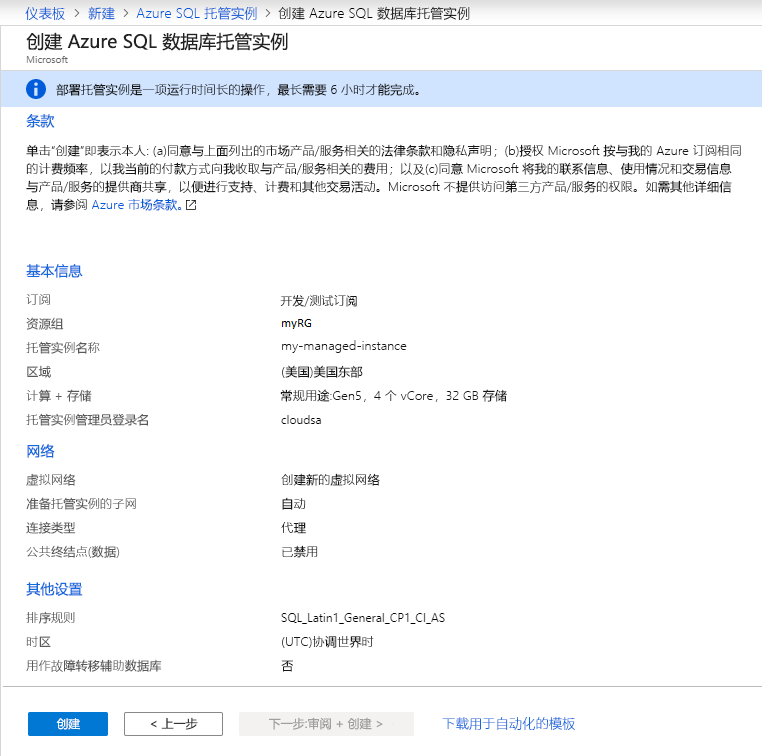 仪表板 > 新建 > Azure SQL 托管实例 > 创建 Azure SQL 数据库托管实例
创建 Azure SQL 数据库托管实例
Microsoft
部署托管实例是一项运行时间长的操作，最长需要 6 小时才能完成。
条款
单击“创建”即表示本人: (a)同意与上面列出的市场产品/服务相关的法律条款和隐私声明；(b)授权 Microsoft 按与我的 Azure 订阅相同
的计费频率，以我当前的付款方式向我收取与产品/服务相关的费用；以及(c)同意 Microsoft 将我的联系信息、使用情况和交易信息
与产品/服务的提供商共享，以便进行支持、计费和其他交易活动。Microsoft 不提供访问第三方产品/服务的权限。如需其他详细信
息，请参阅 Azure 市场条款。
基本信息
订阅 开发/测试订阅
资源组 myRG
托管实例名称 my-managed-instance
区域 (美国)美国东部
计算 + 存储 常规用途:Gen5，4 个 vCore，32 GB 存储
托管实例管理员登录名 cloudsa
网络
虚拟网络 创建新的虚拟网络
准备托管实例的子网 自动
连接类型 代理
公共终结点(数据) 已禁用
其他设置
排序规则 SQL_Latin1_General_CP1_CI_AS
时区 (UTC)协调世界时
用作故障转移辅助数据库 否
创建 < 上一步 下一步:审阅 + 创建 > 下载用于自动化的模板